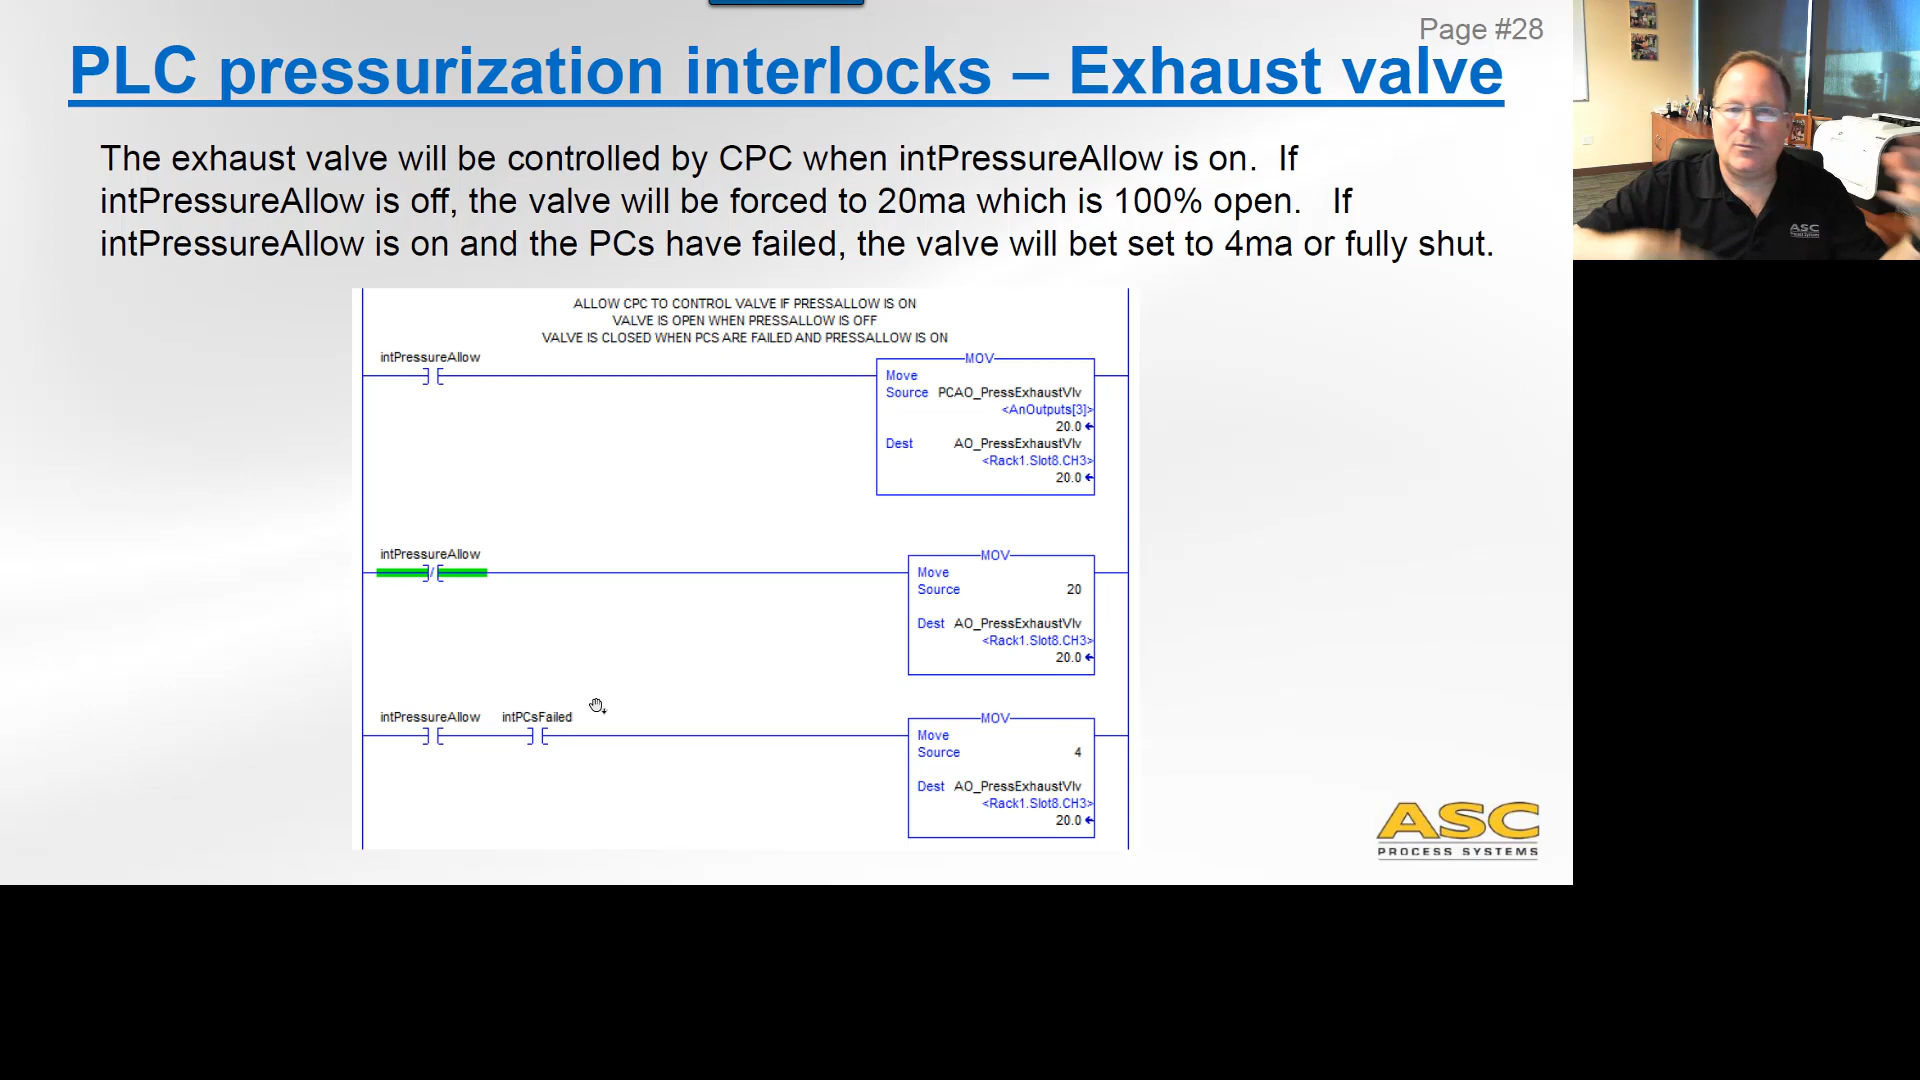 Page #28
PLC pressurization interlocks – Exhaust valve
The exhaust valve will be controlled by CPC when intPressureAllow is on.  If
intPressureAllow is off, the valve will be forced to 20ma which is 100% open.   If
intPressureAllow is on and the PCs have failed, the valve will bet set to 4ma or fully shut.
ALLOW CPC TO CONTROL VALVE IF PRESSALLOW IS ON
VALVE IS OPEN WHEN PRESSALLOW IS OFF
VALVE IS CLOSED WHEN PCS ARE FAILED AND PRESSALLOW IS ON
intPressureAllow
MOV
Move
Source PCAO_PressExhaustVlv
<AnOutputs[3]>
20.0
Dest AO_PressExhaustVlv
<Rack1.Slot8.CH3>
20.0
intPressureAllow
MOV
Move
Source 20
Dest AO_PressExhaustVlv
<Rack1.Slot8.CH3>
20.0
intPressureAllow intPCsFailed
MOV
Move
Source 4
Dest AO_PressExhaustVlv
<Rack1.Slot8.CH3>
20.0
ASC
PROCESS SYSTEMS
ASC